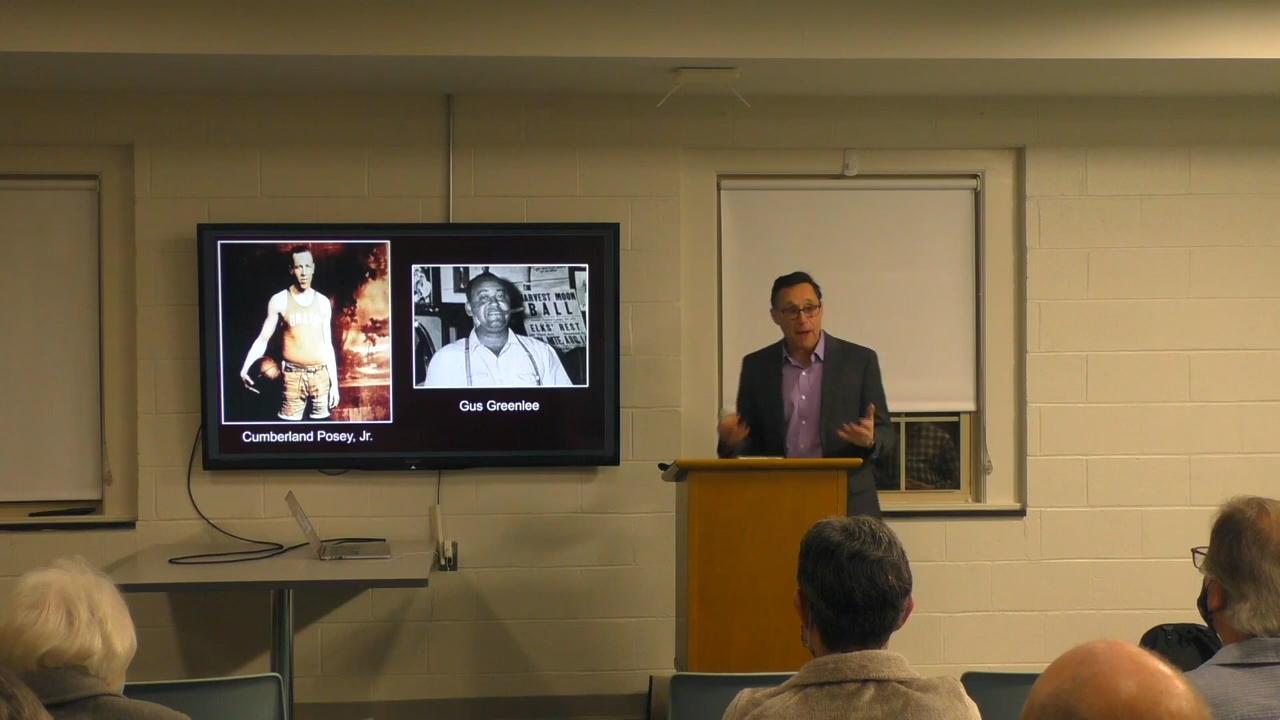 Cumberland Posey, Jr.
HARVEST MOON
BALL
ELKS' REST
Gus Greenlee